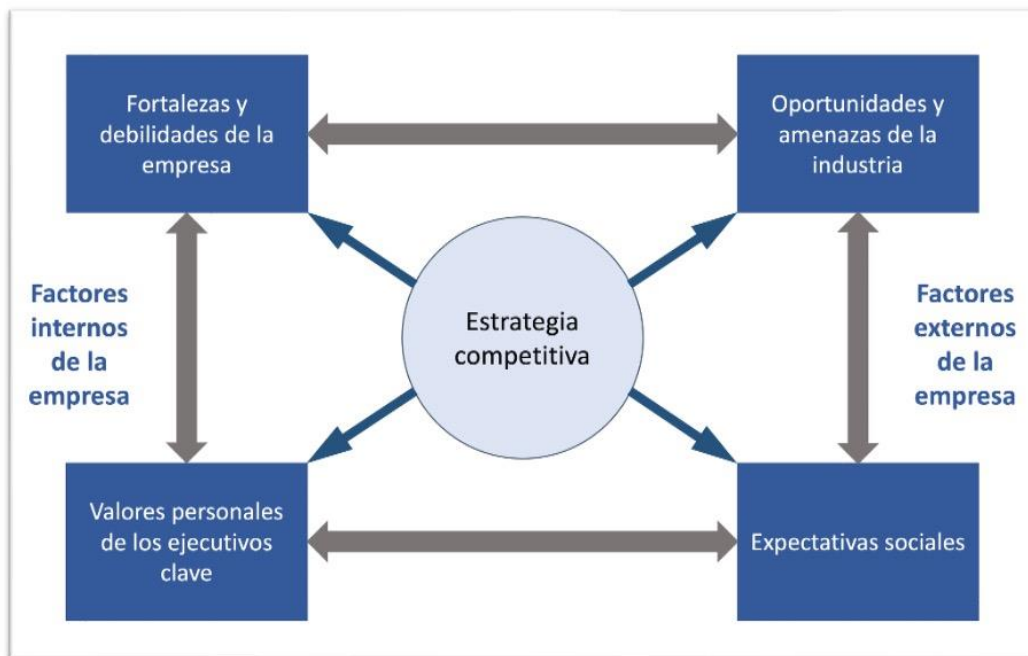 Fortalezas y
debilidades de la
empresa
Oportunidades y
amenazas de la
industria
Factores
internos
de la
empresa
Estrategia
competitiva
Factores
externos
de la
empresa
Valores personales
de los ejecutivos
clave
Expectativas sociales